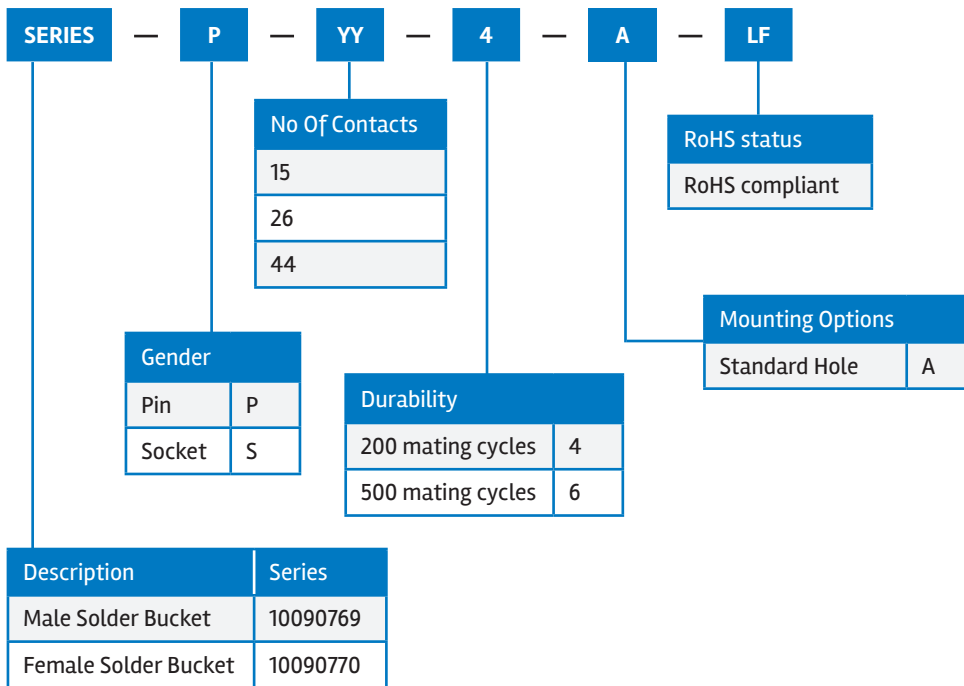 SERIES — P — YY — 4 — A — LF
No Of Contacts
15
26
44
RoHS status
RoHS compliant
Mounting Options
Standard Hole A
Gender
Pin P
Socket S
Durability
200 mating cycles 4
500 mating cycles 6
Description Series
Male Solder Bucket 10090769
Female Solder Bucket 10090770